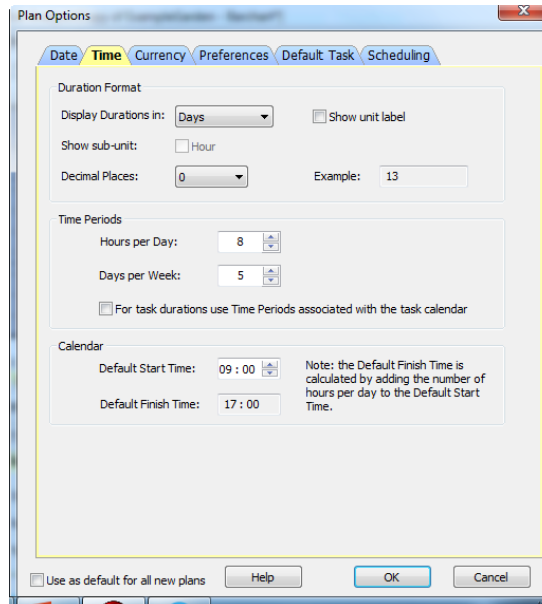 Plan Options
Date Time Currency Preferences Default Task Scheduling
Duration Format
Display Durations in: Days Show unit label
Show sub-unit: Hour
Decimal Places: 0 Example: 13
Time Periods
Hours per Day: 8
Days per Week: 5
For task durations use Time Periods associated with the task calendar
Calendar
Default Start Time: 09 : 00
Note: the Default Finish Time is
calculated by adding the number of
hours per day to the Default Start
Time.
Default Finish Time: 17 : 00
Use as default for all new plans Help OK Cancel